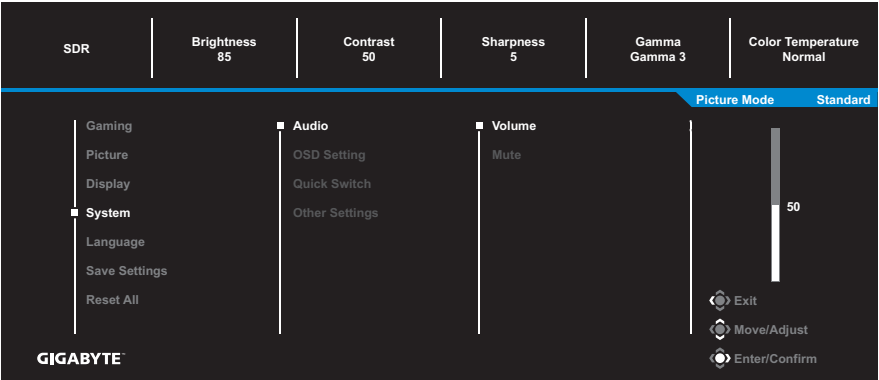 SDR
Brightness
85
Contrast
50
Sharpness
5
Gamma
Gamma 3
Color Temperature
Normal
Picture Mode Standard
Gaming
Picture
Display
System
Language
Save Settings
Reset All
Audio
OSD Setting
Quick Switch
Other Settings
Volume
Mute
50
Exit
Move/Adjust
Enter/Confirm
GIGABYTE™